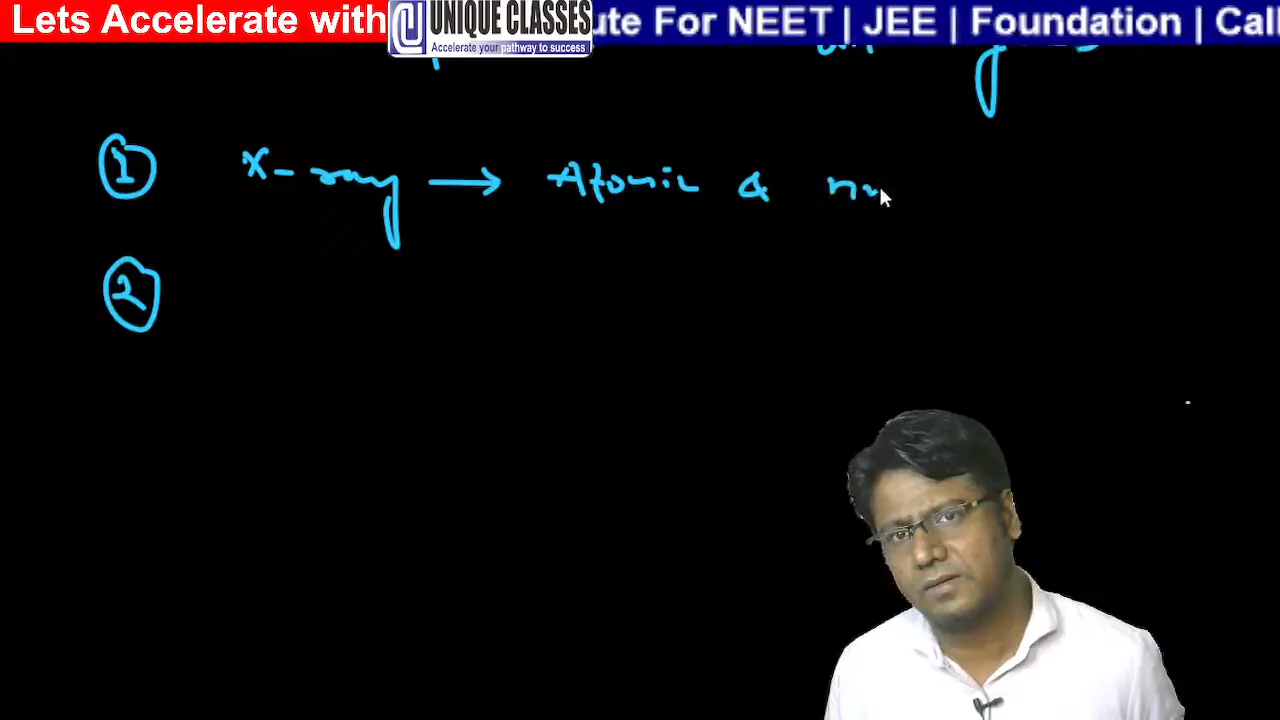 Lets Accelerate with
UNIQUE CLASSES
Accelerate your pathway to success
ute For NEET | JEE | Foundation | Call
1 X-ray → Atomic & nu
2